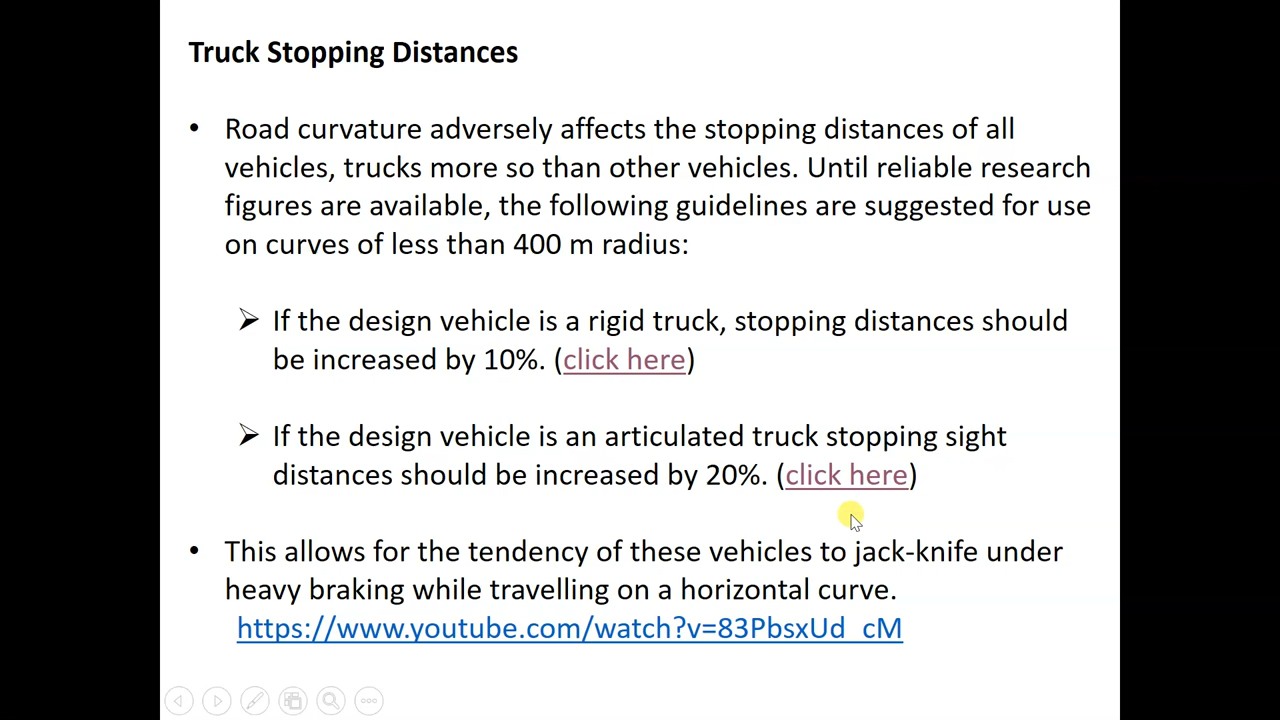 Truck Stopping Distances
• Road curvature adversely affects the stopping distances of all
vehicles, trucks more so than other vehicles. Until reliable research
figures are available, the following guidelines are suggested for use
on curves of less than 400 m radius:
➢ If the design vehicle is a rigid truck, stopping distances should
be increased by 10%. (click here)
➢ If the design vehicle is an articulated truck stopping sight
distances should be increased by 20%. (click here)
• This allows for the tendency of these vehicles to jack-knife under
heavy braking while travelling on a horizontal curve.
https://www.youtube.com/watch?v=83PbsxUd_cM